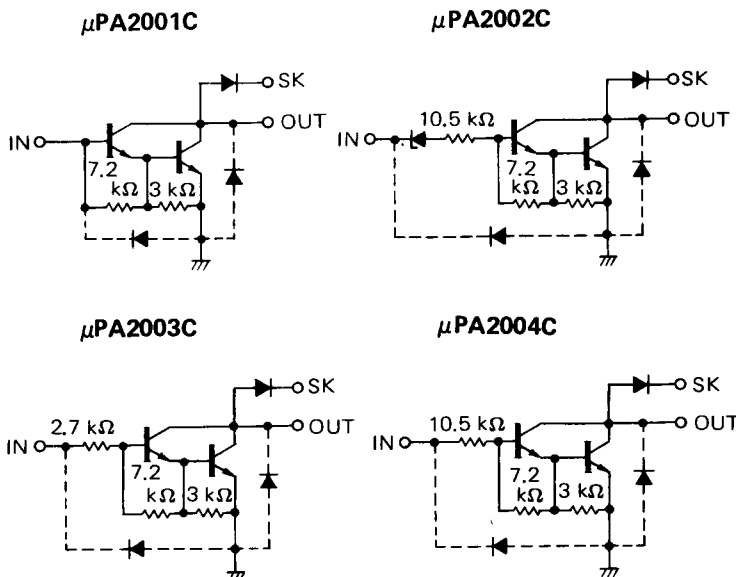 μPA2001C
SK
IN
OUT
7.2
kΩ
3 kΩ
μPA2002C
SK
10.5 kΩ
IN
OUT
7.2
kΩ
3 kΩ
μPA2003C
SK
2.7 kΩ
IN
OUT
7.2
kΩ
3 kΩ
μPA2004C
SK
10.5 kΩ
IN
OUT
7.2
kΩ
3 kΩ